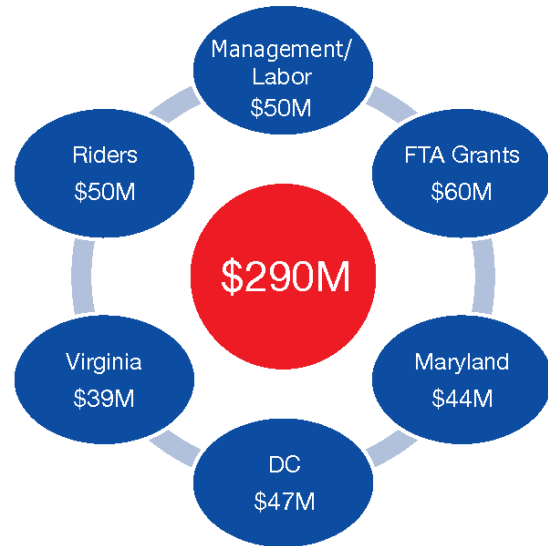 Management/
Labor
$50M
Riders
$50M
FTA Grants
$60M
$290M
Virginia
$39M
Maryland
$44M
DC
$47M